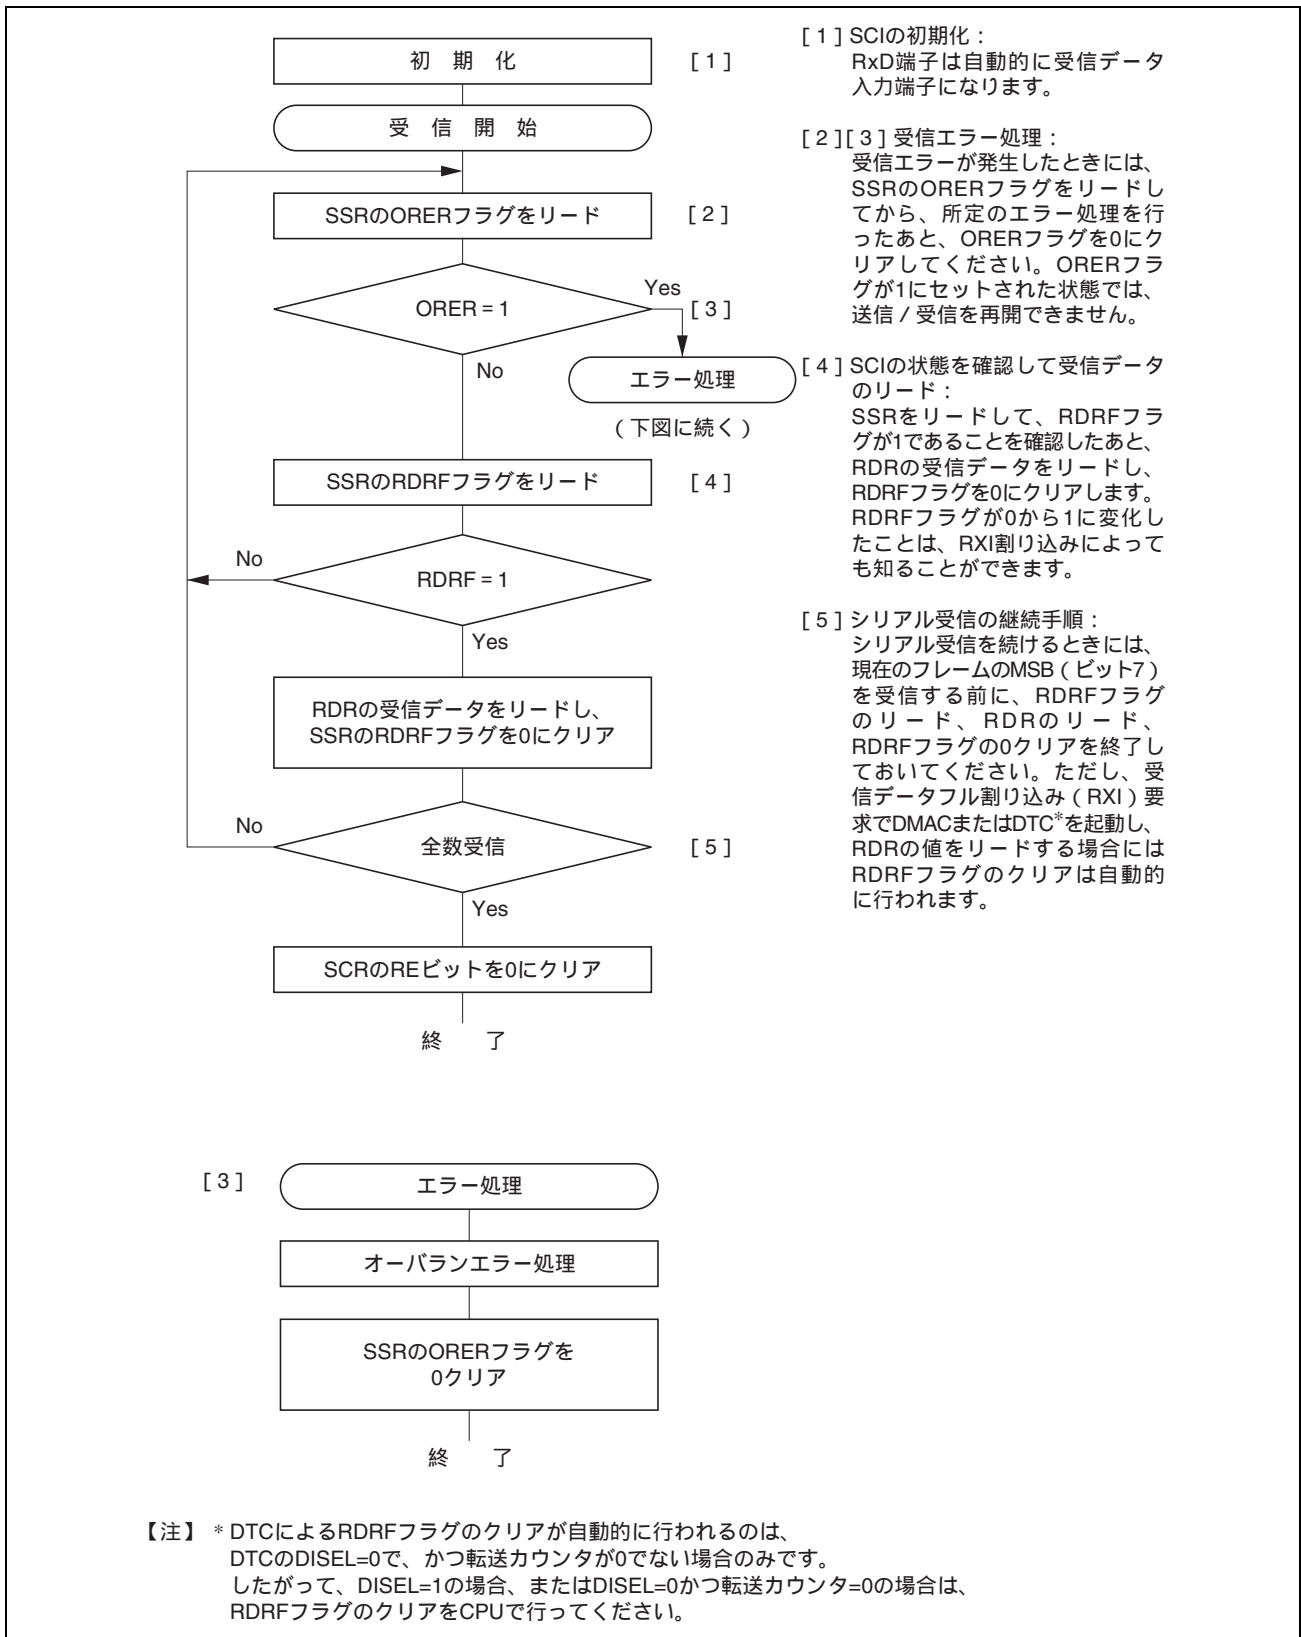 初 期 化
[1]
受 信 開 始
SSRのORERフラグをリード
[2]
ORER = 1
Yes
[3]
No
エラー処理
(下図に続く)
SSRのRDRFフラグをリード
[4]
No
RDRF = 1
Yes
RDRの受信データをリードし、
SSRのRDRFフラグを0にクリア
No
全数受信
[5]
Yes
SCRのREビットを0にクリア
終 了
[1] SCIの初期化：
RxD端子は自動的に受信データ
入力端子になります。
[2][3] 受信エラー処理：
受信エラーが発生したときには、
SSRのORERフラグをリードし
てから、所定のエラー処理を行
ったあと、ORERフラグを0にク
リアしてください。ORERフラ
グが1にセットされた状態では、
送信/受信を再開できません。
[4] SCIの状態を確認して受信データ
のリード：
SSRをリードして、RDRFフラ
グが1であることを確認したあと、
RDRの受信データをリードし、
RDRFフラグを0にクリアします。
RDRFフラグが0から1に変化し
たことは、RXI割り込みによって
も知ることができます。
[5] シリアル受信の継続手順：
シリアル受信を続けるときには、
現在のフレームのMSB(ビット7)
を受信する前に、RDRFフラグ
のリード、RDRのリード、
RDRFフラグの0クリアを終了し
ておいてください。ただし、受
信データフル割り込み(RXI)要
求でDMACまたはDTC*を起動し、
RDRの値をリードする場合には
RDRFフラグのクリアは自動的
に行われます。
[3]
エラー処理
オーバランエラー処理
SSRのORERフラグを
0クリア
終 了
【注】 * DTCによるRDRFフラグのクリアが自動的に行われるのは、
DTCのDISEL=0で、かつ転送カウンタが0でない場合のみです。
したがって、DISEL=1の場合、またはDISEL=0かつ転送カウンタ=0の場合は、
RDRFフラグのクリアをCPUで行ってください。